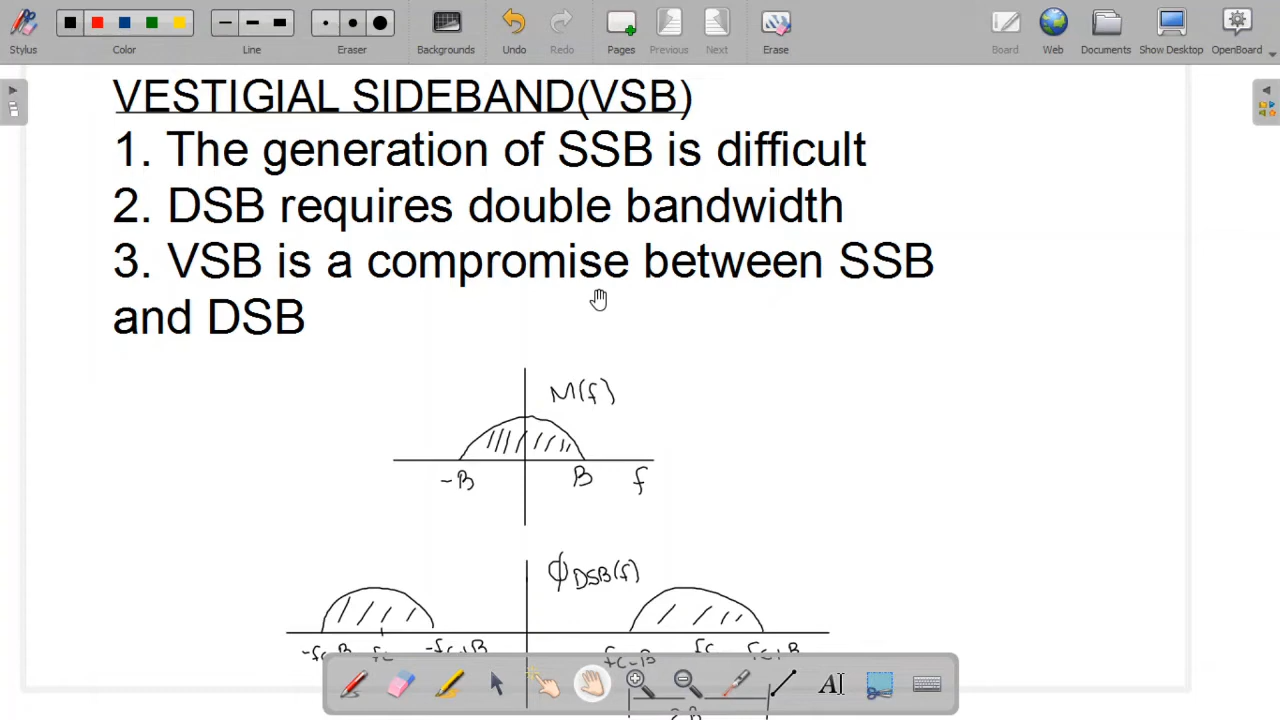 Stylus Color Line Eraser Backgrounds Undo Redo Pages Previous Next Erase Board Web Documents Show Desktop OpenBoard
VESTIGIAL SIDEBAND(VSB)
1. The generation of SSB is difficult
2. DSB requires double bandwidth
3. VSB is a compromise between SSB
and DSB
M(f)
-B B f
ϕDSB(f)
-fc+B fc-B fc fc+B
A